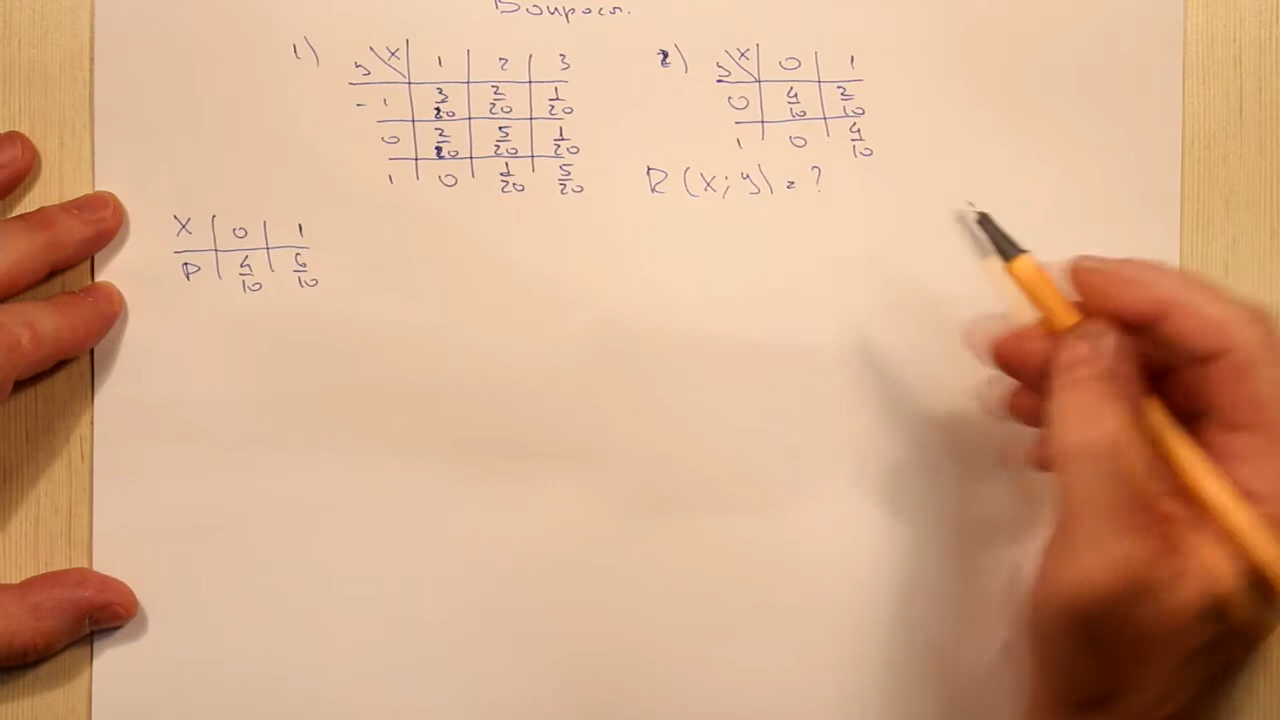 Вопросы.
1) y \ X | 1 | 2 | 3
-1 | 3/20 | 2/20 | 1/20
0 | 2/20 | 5/20 | 1/20
1 | 0 | 1/20 | 5/20
2) y \ X | 0 | 1
0 | 4/10 | 2/10
1 | 0 | 4/10
R (X; y) = ?
X | 0 | 1
P | 4/10 | 6/10